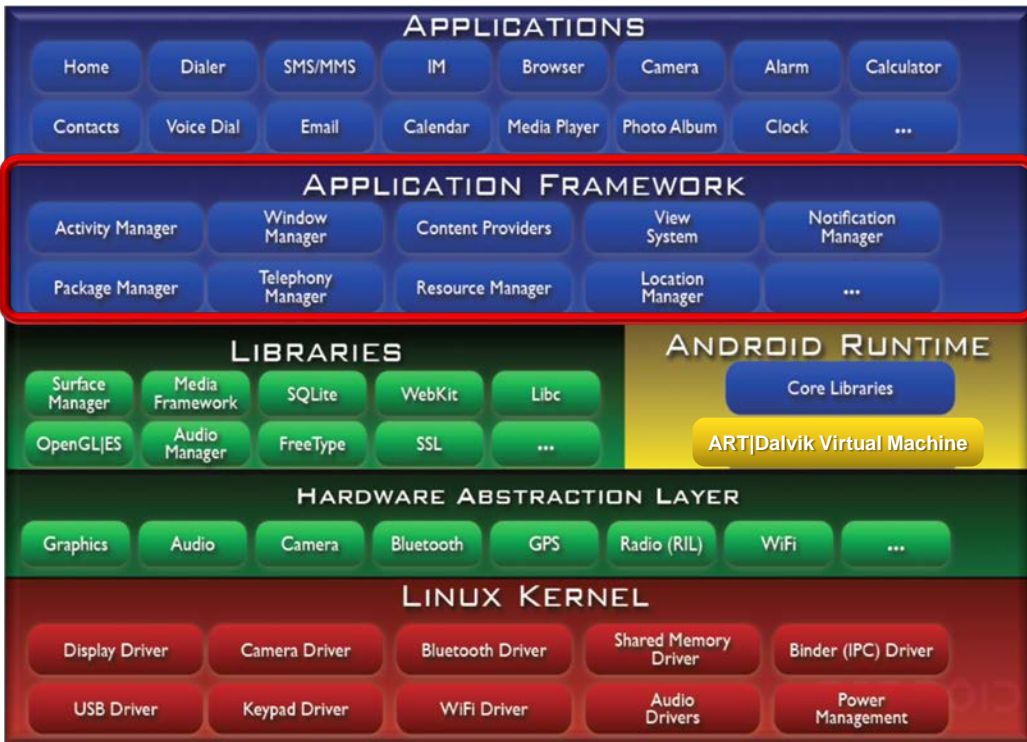 APPLICATIONS
Home Dialer SMS/MMS IM Browser Camera Alarm Calculator
Contacts Voice Dial Email Calendar Media Player Photo Album Clock ...
APPLICATION FRAMEWORK
Activity Manager Window Manager Content Providers View System Notification Manager
Package Manager Telephony Manager Resource Manager Location Manager ...
LIBRARIES
Surface Manager Media Framework SQLite WebKit Libc
OpenGL|ES Audio Manager FreeType SSL ...
ANDROID RUNTIME
Core Libraries
ART|Dalvik Virtual Machine
HARDWARE ABSTRACTION LAYER
Graphics Audio Camera Bluetooth GPS Radio (RIL) WiFi ...
LINUX KERNEL
Display Driver Camera Driver Bluetooth Driver Shared Memory Driver Binder (IPC) Driver
USB Driver Keypad Driver WiFi Driver Audio Drivers Power Management